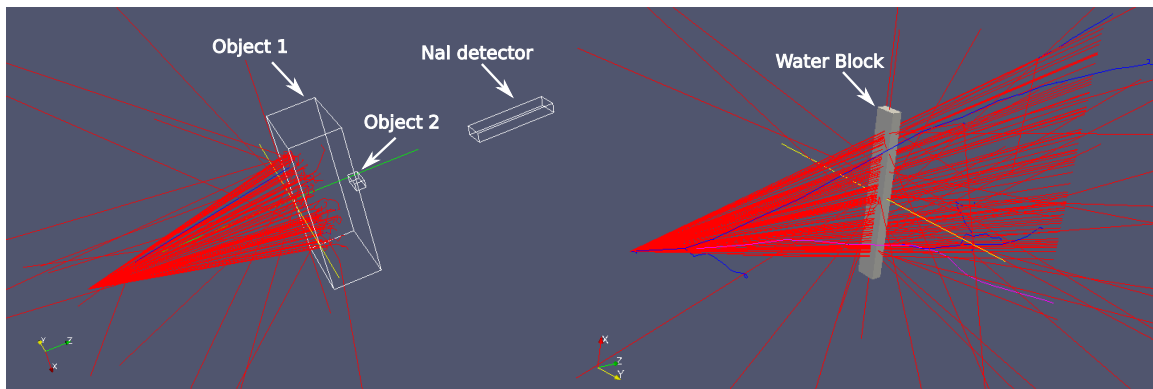 Object 1
NaI detector
Object 2
Water Block
Y
Z
X
X
Z
Y